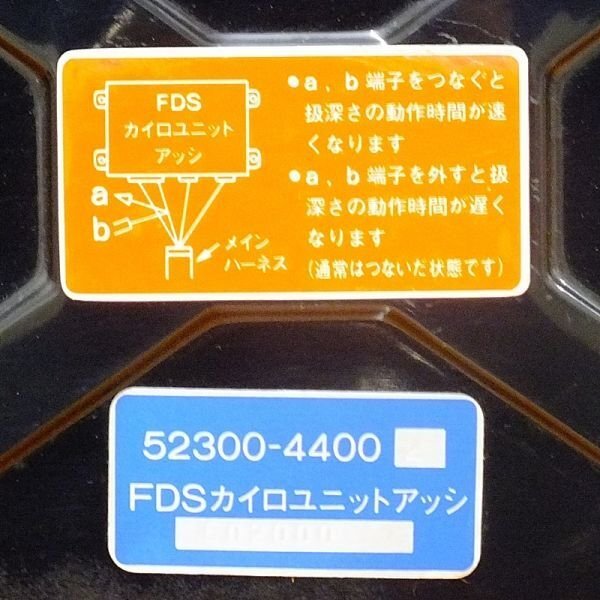 FDS
カイロユニット
アッシ
a
b
メイン
ハーネス
●a、b端子をつなぐと
扱深さの動作時間が速
くなります
●a、b端子を外すと扱
深さの動作時間が遅く
なります
(通常はつないだ状態です)
52300-4400
FDSカイロユニットアッシ